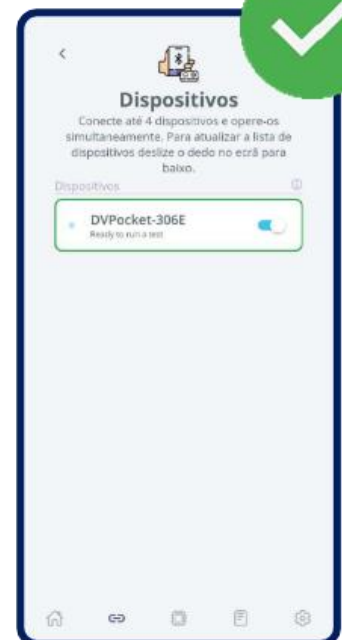 Dispositivos
Conecte até 4 dispositivos e opere-os
simultaneamente. Para atualizar a lista de
dispositivos deslize o dedo no ecrã para
baixo.
Dispositivos
DVPocket-306E
Ready to run a test